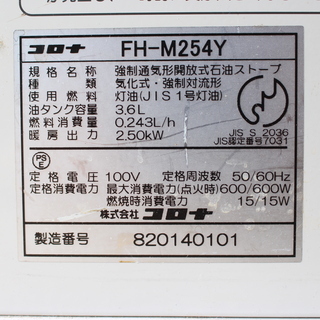 コロナ FH-M254Y
規格名 強制通気形開放式石油ストーブ
種類 気化式・強制対流形
使用燃料 灯油(JIS1号灯油)
油タンク容量 3.6L
燃料消費量 0.243L/h
暖房出力 2.50kW
JIS S 2036
JIS認定番号7031
PS
E
定格電圧 100V 定格周波数 50/60Hz
定格消費電力 最大消費電力(点火時)600/600W
燃焼時消費電力 15/15W
株式会社 コロナ
製造番号 820140101